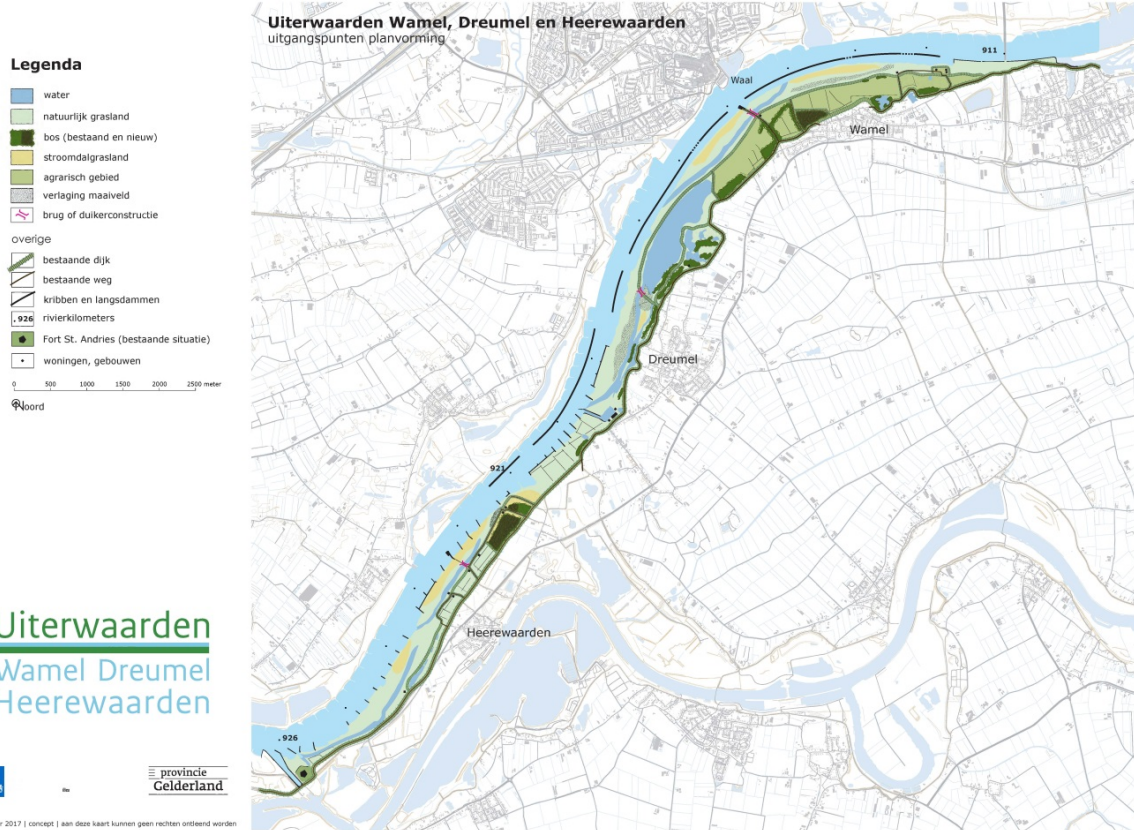 Uiterwaarden Wamel, Dreumel en Heerewaarden
uitgangspunten planvorming
Legenda
water
natuurlijk grasland
bos (bestaand en nieuw)
stroomdalgrasland
agrarisch gebied
verlaging maaiveld
brug of duikerconstructie
overige
bestaande dijk
bestaande weg
kribben en langsdammen
. 926 rivierkilometers
Fort St. Andries (bestaande situatie)
woningen, gebouwen
0 500 1000 1500 2000 2500 meter
Noord
911
Waal
Wamel
Dreumel
921
Heerewaarden
. 926
Uiterwaarden
Wamel Dreumel
Heerewaarden
provincie
Gelderland
2017 | concept | aan deze kaart kunnen geen rechten ontleend worden